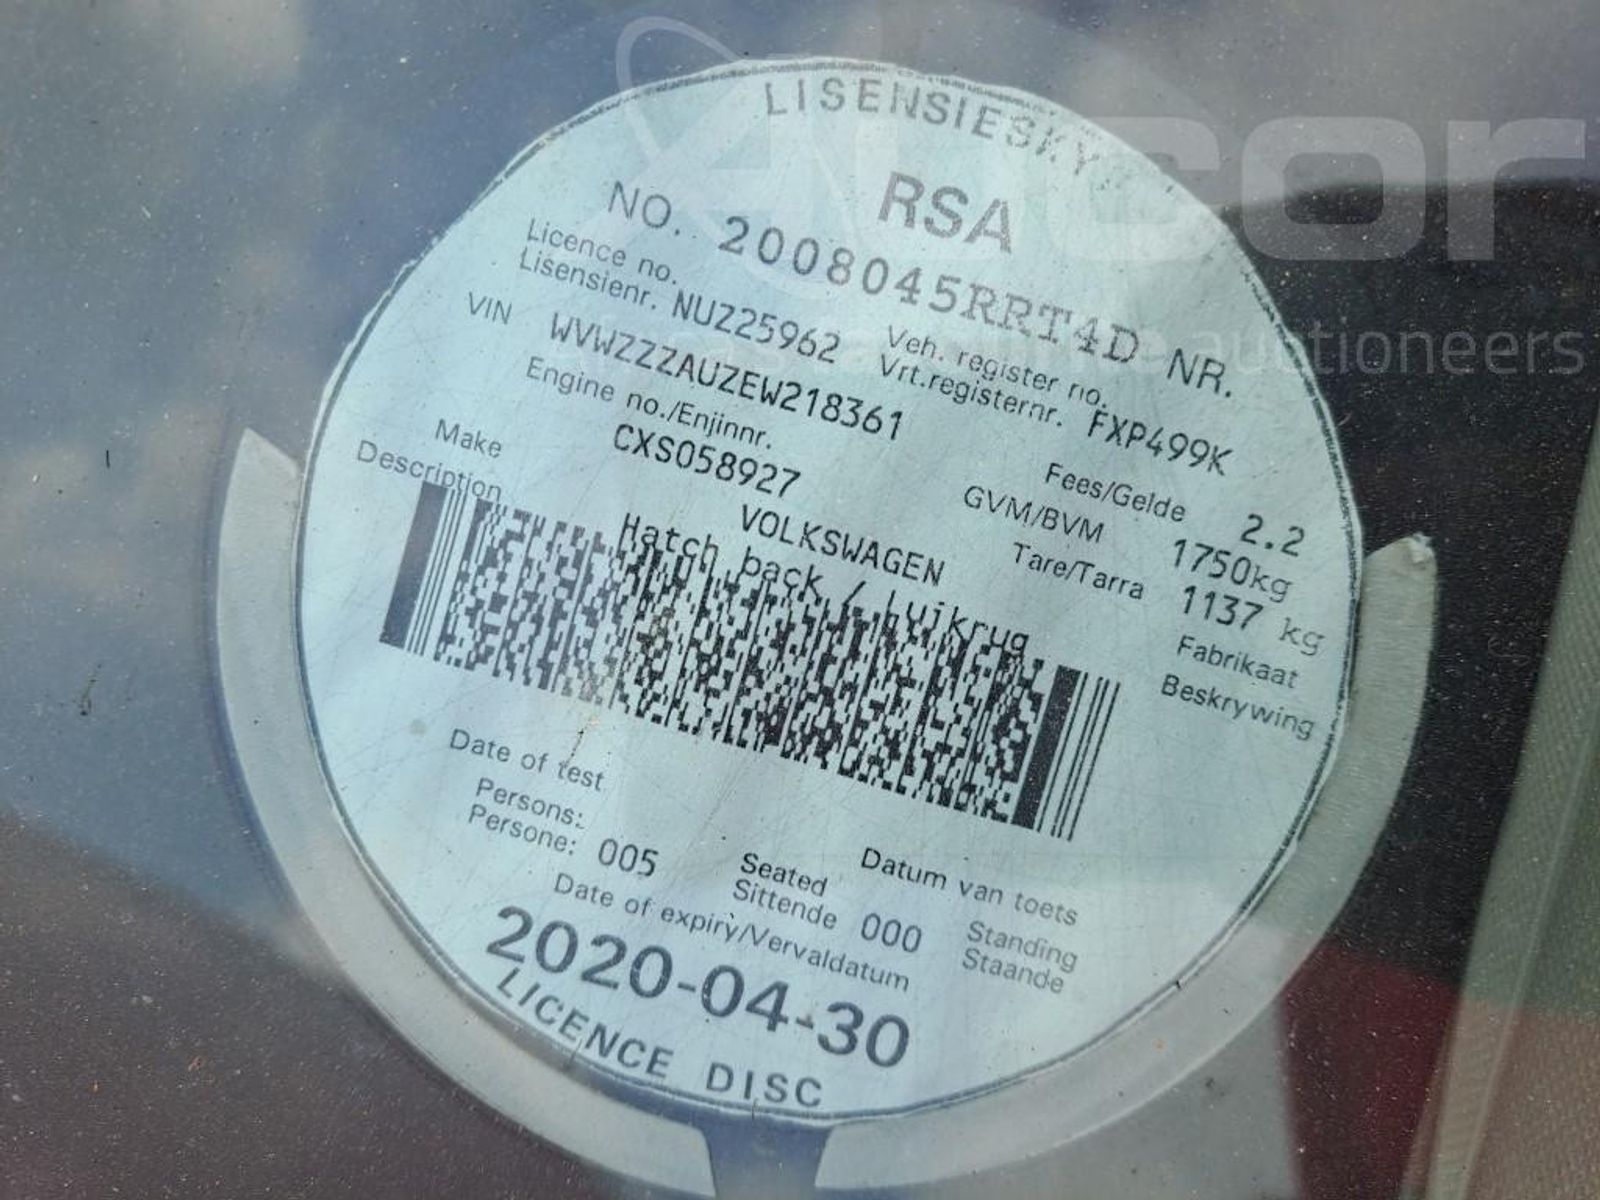 LISENSIESKYF
RSA
NO. 2008045RRT4D NR.
Licence no.
Lisensienr. NUZ25962
Veh. register no.
Vrt.registernr. FXP499K
VIN WVWZZZAUZEW218361
Engine no./Enjinnr.
CXS058927
Fees/Gelde 2.2
GVM/BVM 1750kg
Tare/Tarra 1137 kg
Make VOLKSWAGEN Fabrikaat
Description Hatch back / Luikrug Beskrywing
Date of test Datum van toets
Persons:
Persone: 005
Seated
Sittende 000
Standing
Staande
Date of expiry/Vervaldatum
2020-04-30
LICENCE DISC
auctioneers